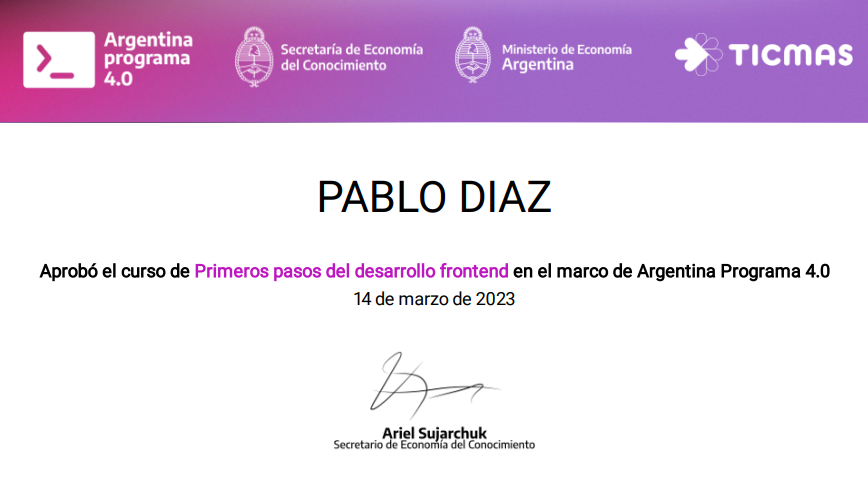 Argentina
programa
4.0
Secretaría de Economía
del Conocimiento
Ministerio de Economía
Argentina
TICMAS
PABLO DIAZ
Aprobó el curso de Primeros pasos del desarrollo frontend en el marco de Argentina Programa 4.0
14 de marzo de 2023
Ariel Sujarchuk
Secretario de Economía del Conocimiento